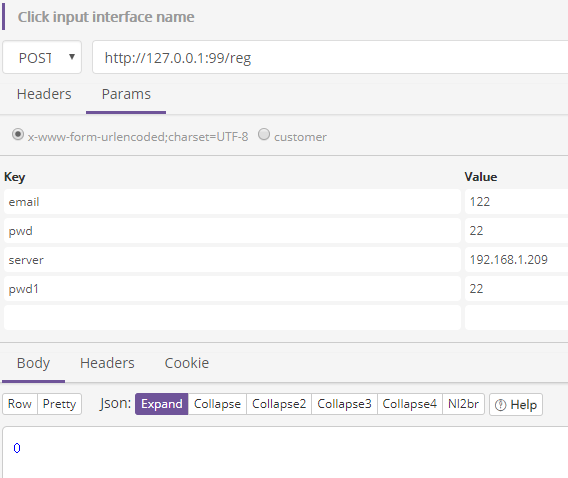 Click input interface name
POST http://127.0.0.1:99/reg
Headers Params
x-www-form-urlencoded;charset=UTF-8 customer
Key Value
email 122
pwd 22
server 192.168.1.209
pwd1 22
Body Headers Cookie
Row Pretty Json: Expand Collapse Collapse2 Collapse3 Collapse4 Nl2br Help
0